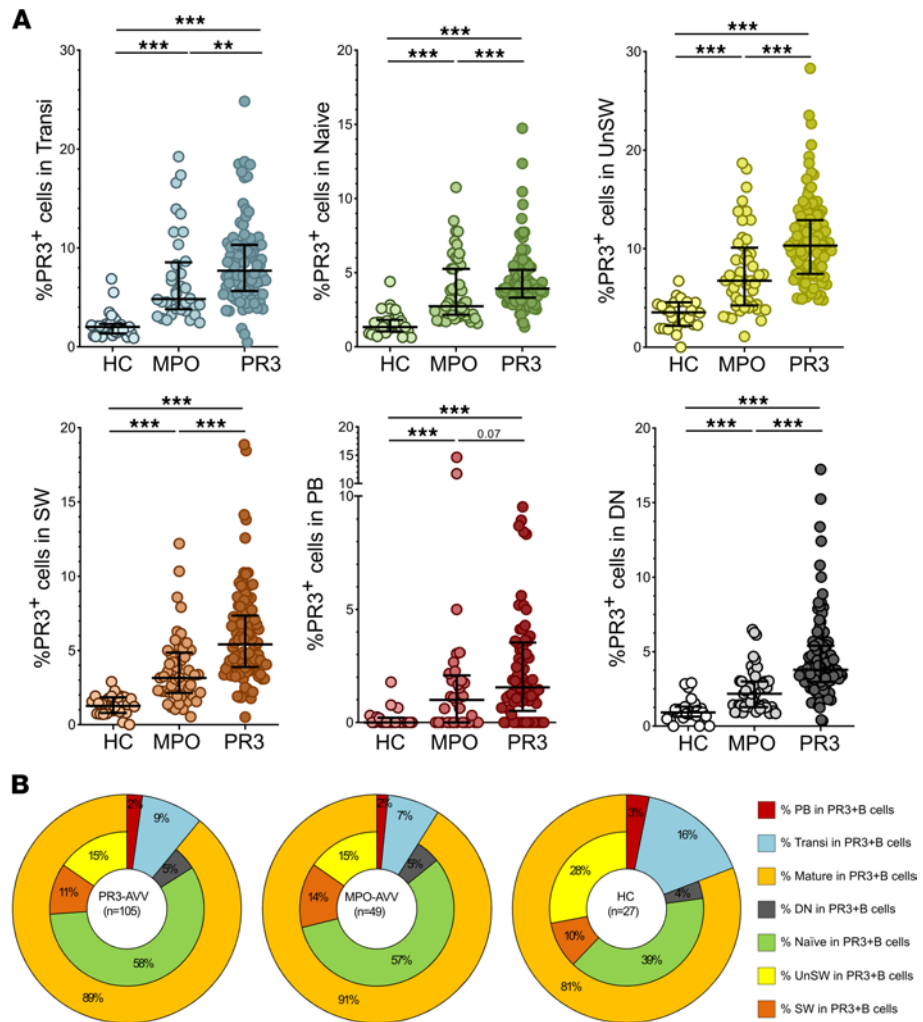 A
%PR3+ cells in Transi
30
20
10
0
***
***
**
HC MPO PR3
%PR3+ cells in Naive
20
15
10
5
0
***
***
***
HC MPO PR3
%PR3+ cells in UnSW
30
20
10
0
***
***
***
HC MPO PR3
%PR3+ cells in SW
20
15
10
5
0
***
***
***
HC MPO PR3
%PR3+ cells in PB
20
15
10
10
5
0
***
***
0.07
HC MPO PR3
%PR3+ cells in DN
20
15
10
5
0
***
***
***
HC MPO PR3
B
2%
9%
15%
5%
11%
PR3-AVV
(n=105)
58%
89%
2%
7%
15%
5%
14%
MPO-AVV
(n=49)
57%
91%
3%
16%
28%
4%
10%
HC
(n=27)
39%
81%
% PB in PR3+B cells
% Transi in PR3+B cells
% Mature in PR3+B cells
% DN in PR3+B cells
% Naïve in PR3+B cells
% UnSW in PR3+B cells
% SW in PR3+B cells